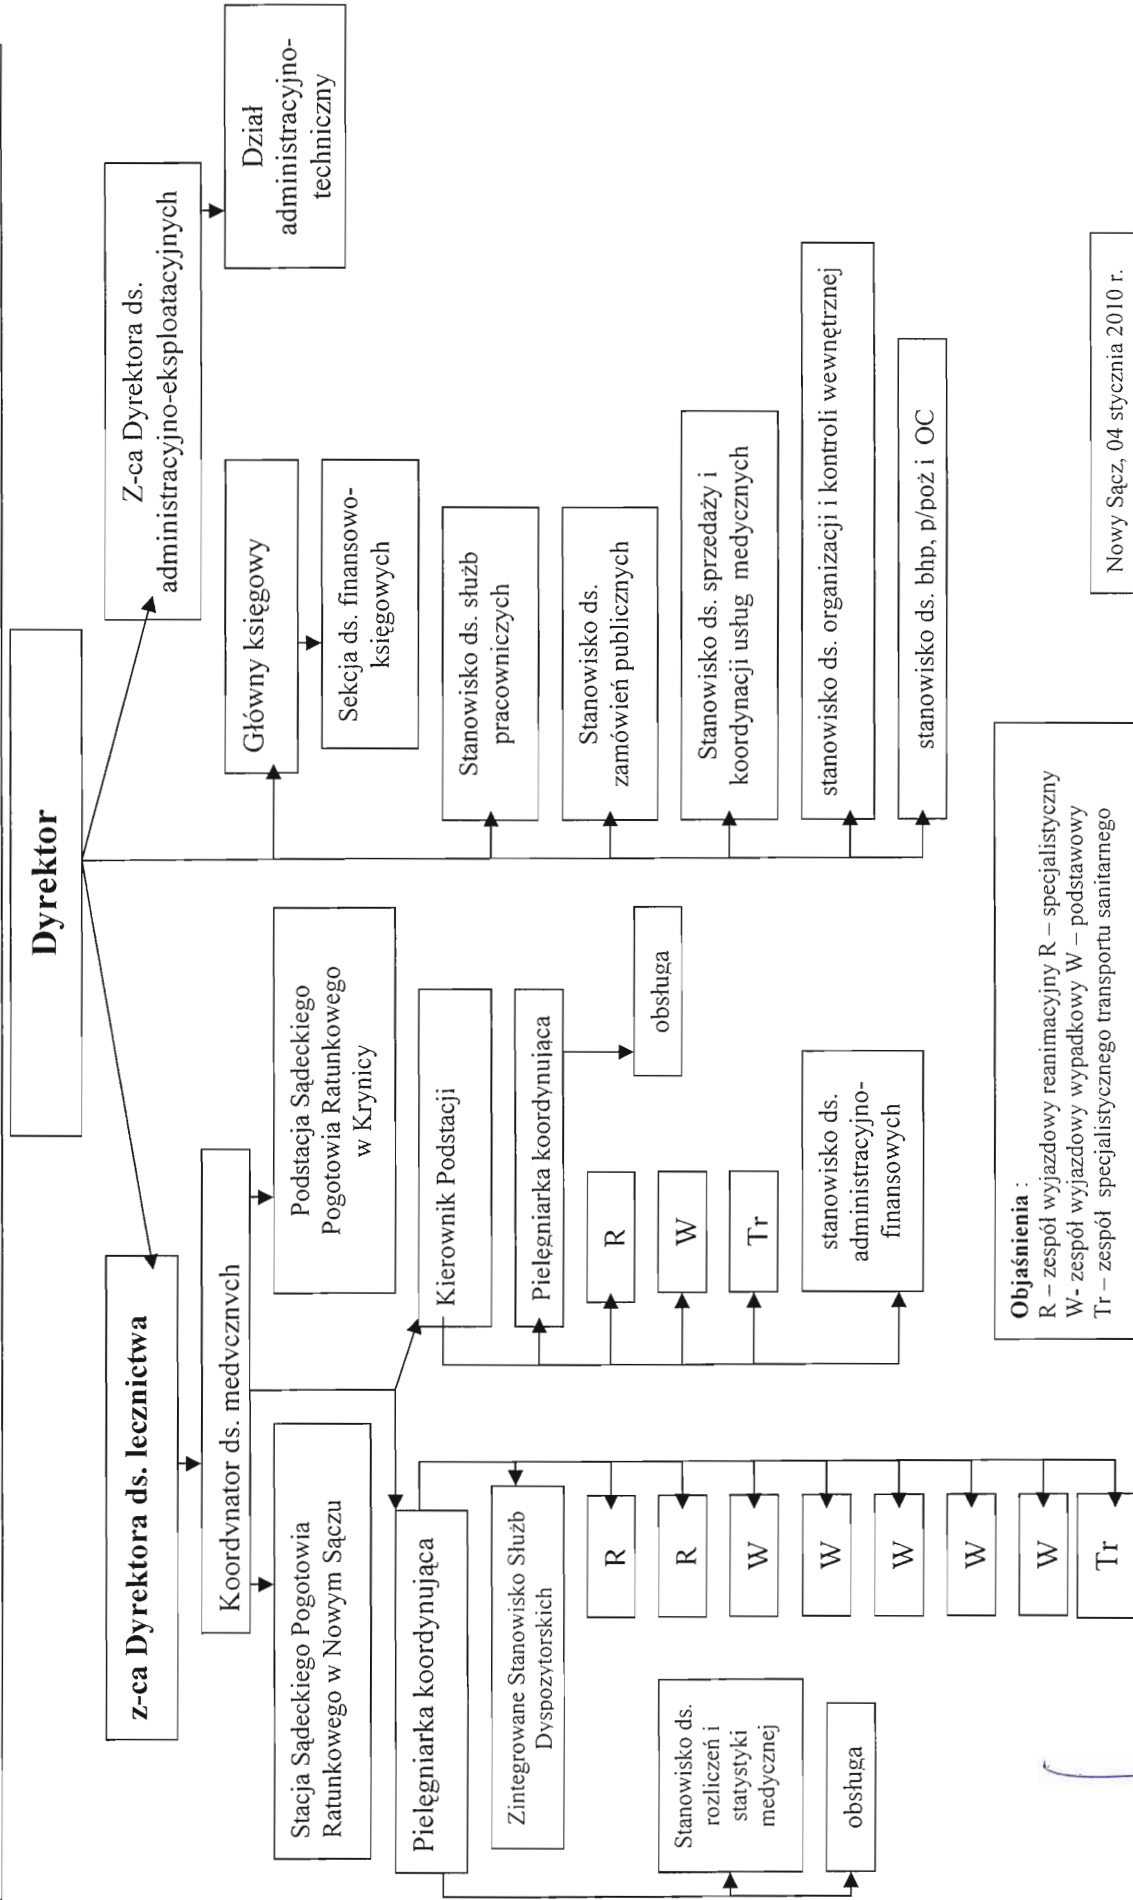 Dyrektor
z-ca Dyrektora ds. lecznictwa
Z-ca Dyrektora ds.
administracyjno-eksploatacyjnych
Koordynator ds. medycznych
Główny księgowy
Dział
administracyjno-
techniczny
Stacja Sądeckiego Pogotowia
Ratunkowego w Nowym Sączu
Podstacja Sądeckiego
Pogotowia Ratunkowego
w Krynicy
Sekcja ds. finansowo-
księgowych
Pielęgniarka koordynująca
Kierownik Podstacji
Stanowisko ds. służb
pracowniczych
Zintegrowane Stanowisko Służb
Dyspozytorskich
Pielęgniarka koordynująca
Stanowisko ds.
zamówień publicznych
R
R
obsługa
Stanowisko ds.
rozliczeń i
statystyki
medycznej
R
W
Stanowisko ds. sprzedaży i
koordynacji usług medycznych
W
Tr
obsługa
W
stanowisko ds.
administracyjno-
finansowych
stanowisko ds. organizacji i kontroli wewnętrznej
W
stanowisko ds. bhp, p/poż i OC
W
W
Tr
Objaśnienia :
R – zespół wyjazdowy reanimacyjny R – specjalistyczny
W- zespół wyjazdowy wypadkowy W – podstawowy
Tr – zespół specjalistycznego transportu sanitarnego
Nowy Sącz, 04 stycznia 2010 r.